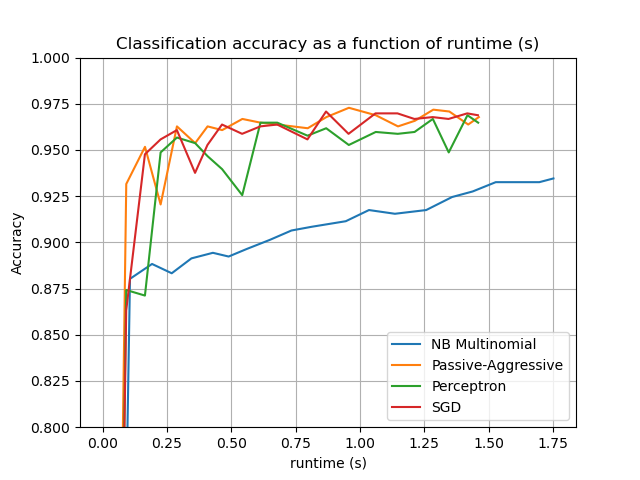 Classification accuracy as a function of runtime (s)
1.000
0.975
0.950
0.925
0.900
0.875
0.850
0.825
0.800
Accuracy
NB Multinomial
Passive-Aggressive
Perceptron
SGD
0.00 0.25 0.50 0.75 1.00 1.25 1.50 1.75
runtime (s)